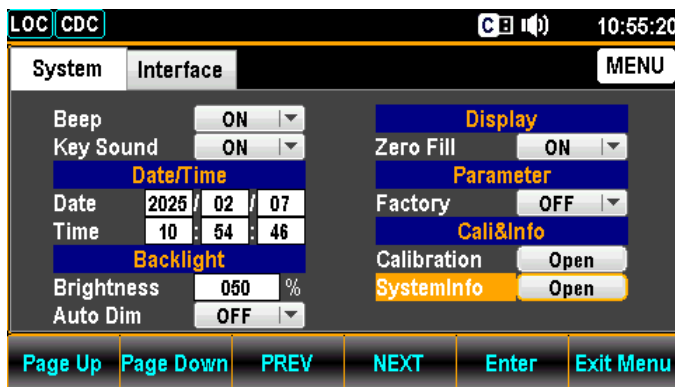 LOC CDC C 10:55:20
System Interface MENU
Beep ON
Key Sound ON
Date/Time
Date 2025 / 02 / 07
Time 10 : 54 : 46
Backlight
Brightness 050 %
Auto Dim OFF
Display
Zero Fill ON
Parameter
Factory OFF
Cali&Info
Calibration Open
SystemInfo Open
Page Up Page Down PREV NEXT Enter Exit Menu